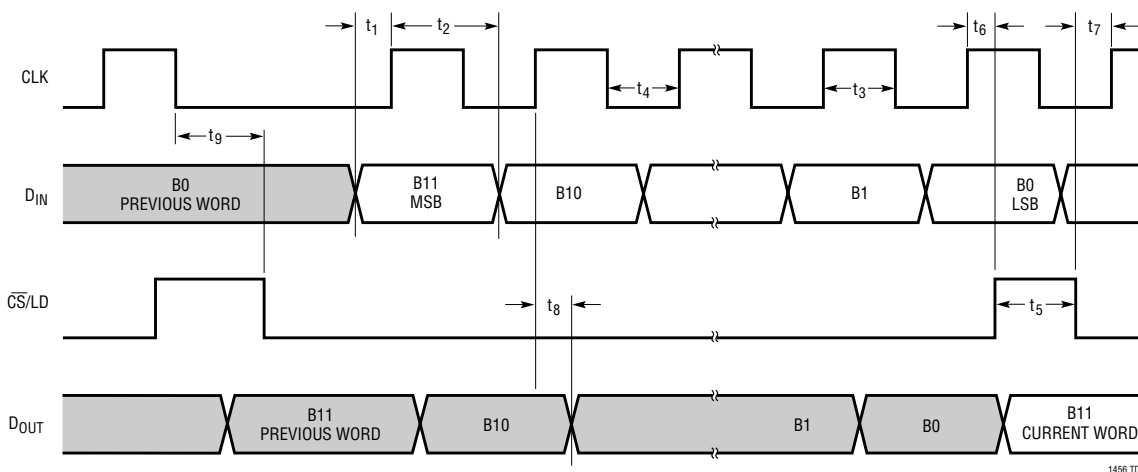 t1
t2
t6
t7
CLK
t4
t3
t9
DIN
B0
PREVIOUS WORD
B11
MSB
B10
B1
B0
LSB
C̅S̅/LD
t8
t5
DOUT
B11
PREVIOUS WORD
B10
B1
B0
B11
CURRENT WORD